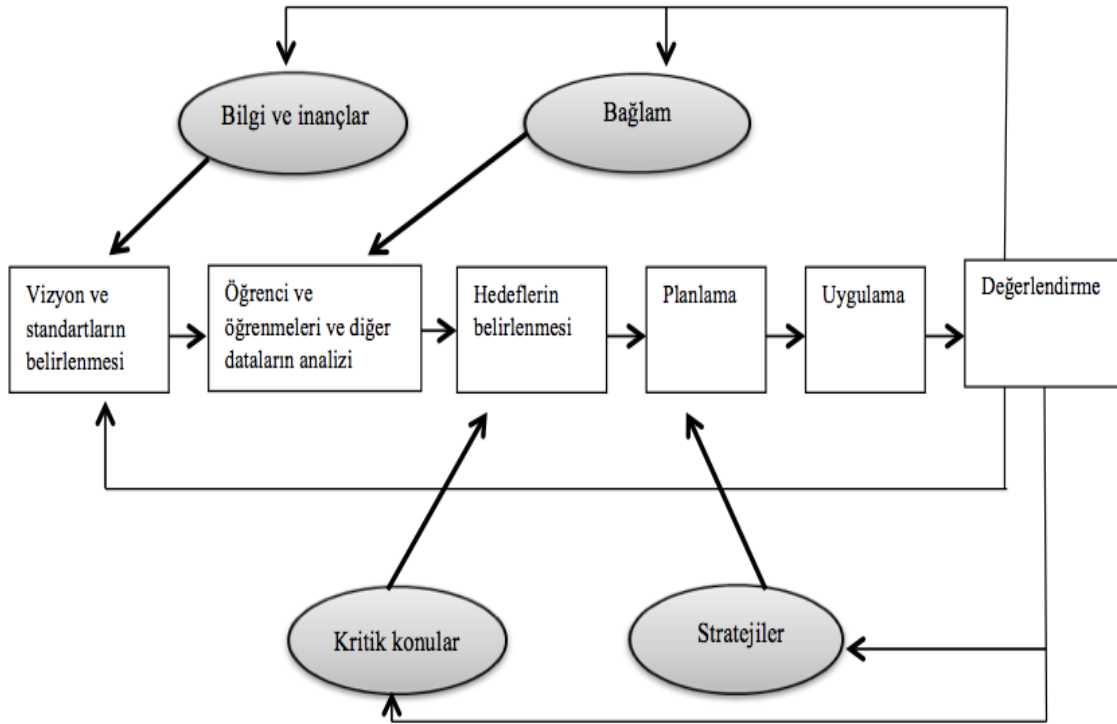 Bilgi ve inançlar
Bağlam
Vizyon ve
standartların
belirlenmesi
Öğrenci ve
öğrenmeleri ve diğer
dataların analizi
Hedeflerin
belirlenmesi
Planlama
Uygulama
Değerlendirme
Kritik konular
Stratejiler